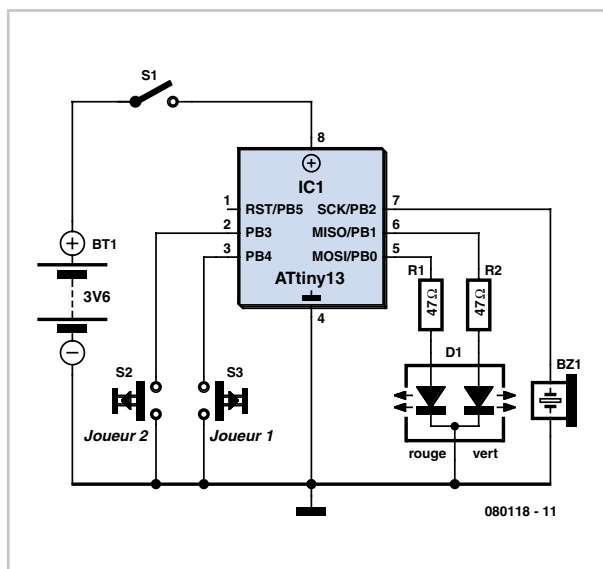 S1
8
IC1
1
RST/PB5
SCK/PB2
7
2
PB3
MISO/PB1
6
3
PB4
MOSI/PB0
5
ATtiny13
4
BT1
3V6
R1
47Ω
R2
47Ω
D1
rouge
vert
BZ1
S2
S3
Joueur 2
Joueur 1
080118 - 11